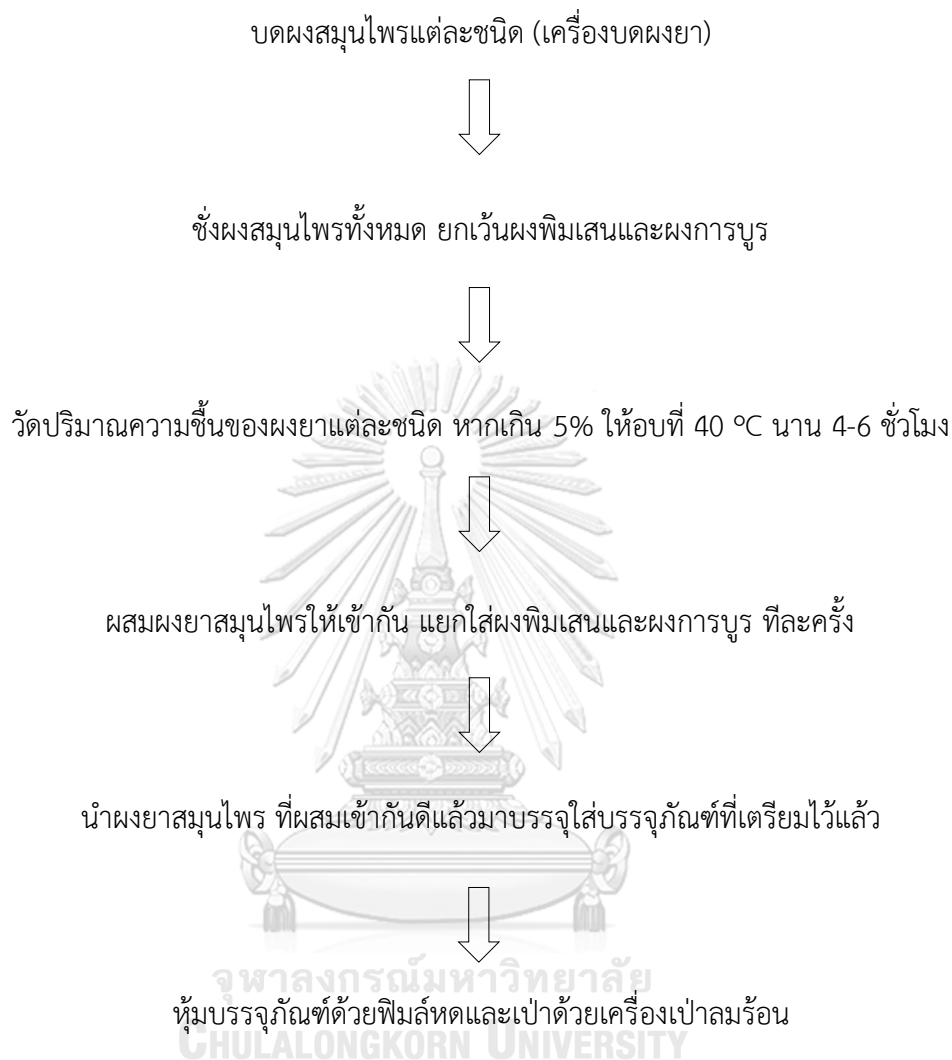 บดผงสมุนไพรแต่ละชนิด (เครื่องบดผงยา)
ชั่งผงสมุนไพรทั้งหมด ยกเว้นผงพิมเสนและผงการบูร
วัดปริมาณความชื้นของผงยาแต่ละชนิด หากเกิน 5% ให้อบที่ 40 ºC นาน 4-6 ชั่วโมง
ผสมผงยาสมุนไพรให้เข้ากัน แยกใส่ผงพิมเสนและผงการบูร ทีละครั้ง
นำผงยาสมุนไพร ที่ผสมเข้ากันดีแล้วมาบรรจุใส่บรรจุภัณฑ์ที่เตรียมไว้แล้ว
จุฬาลงกรณ์มหาวิทยาลัย
หุ้มบรรจุภัณฑ์ด้วยฟิมล์หดและเป่าด้วยเครื่องเป่าลมร้อน
CHULALONGKORN UNIVERSITY